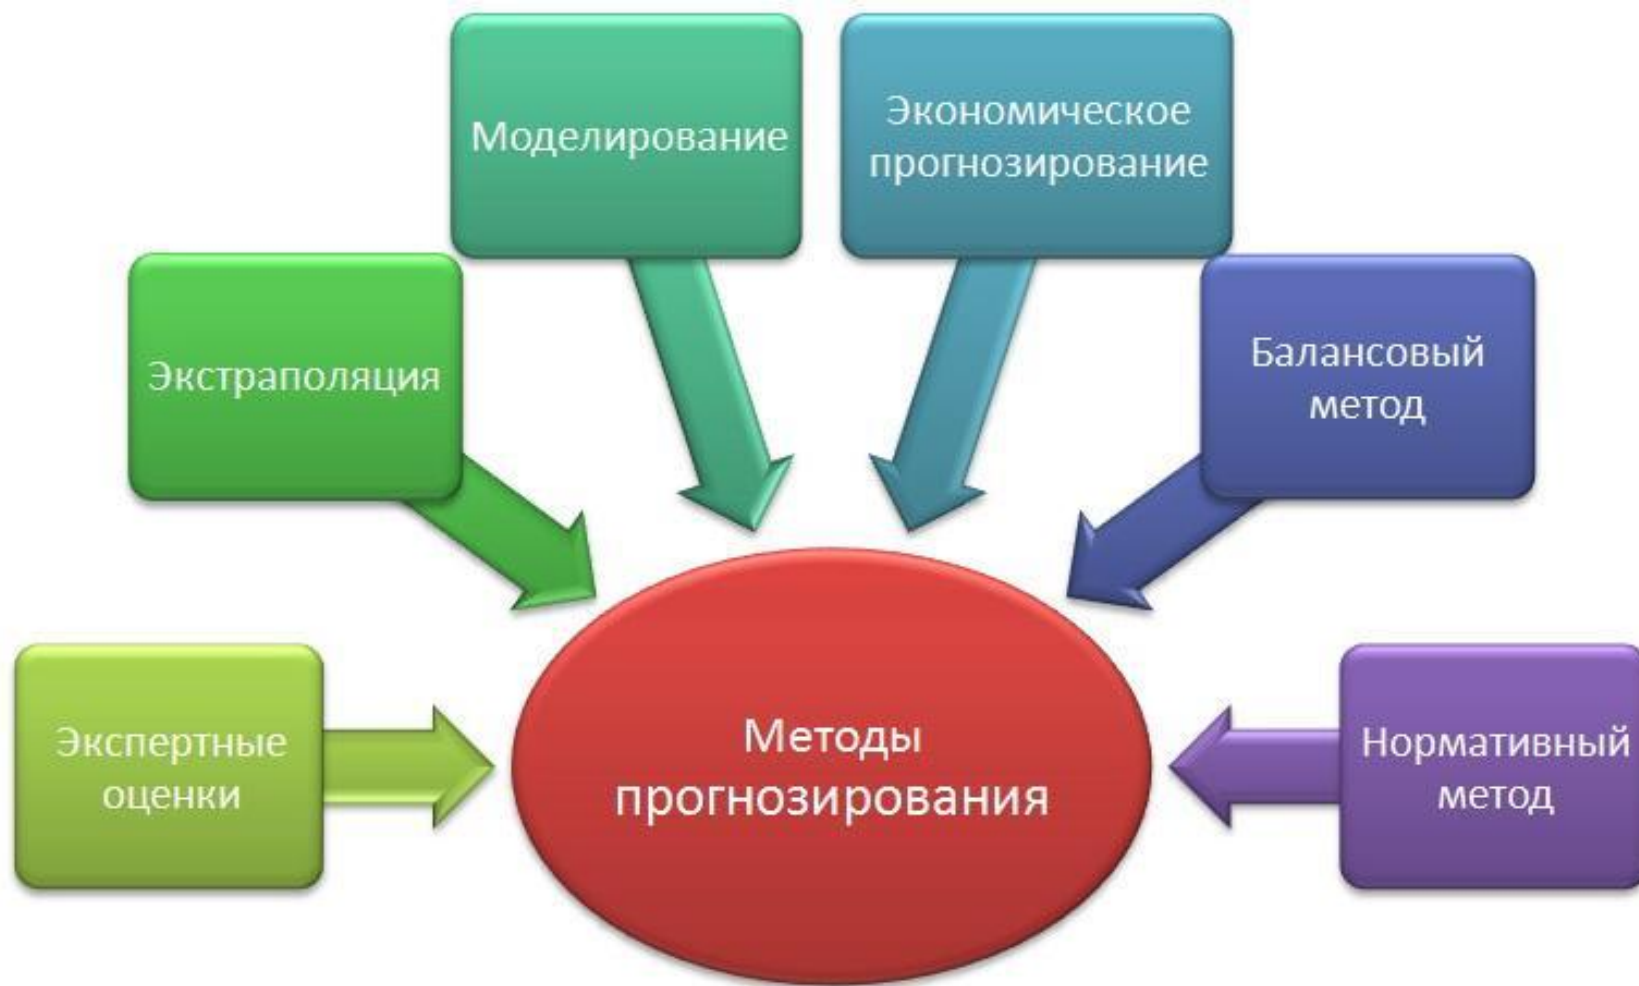 Моделирование
Экономическое
прогнозирование
Экстраполяция
Балансовый
метод
Экспертные
оценки
Методы
прогнозирования
Нормативный
метод